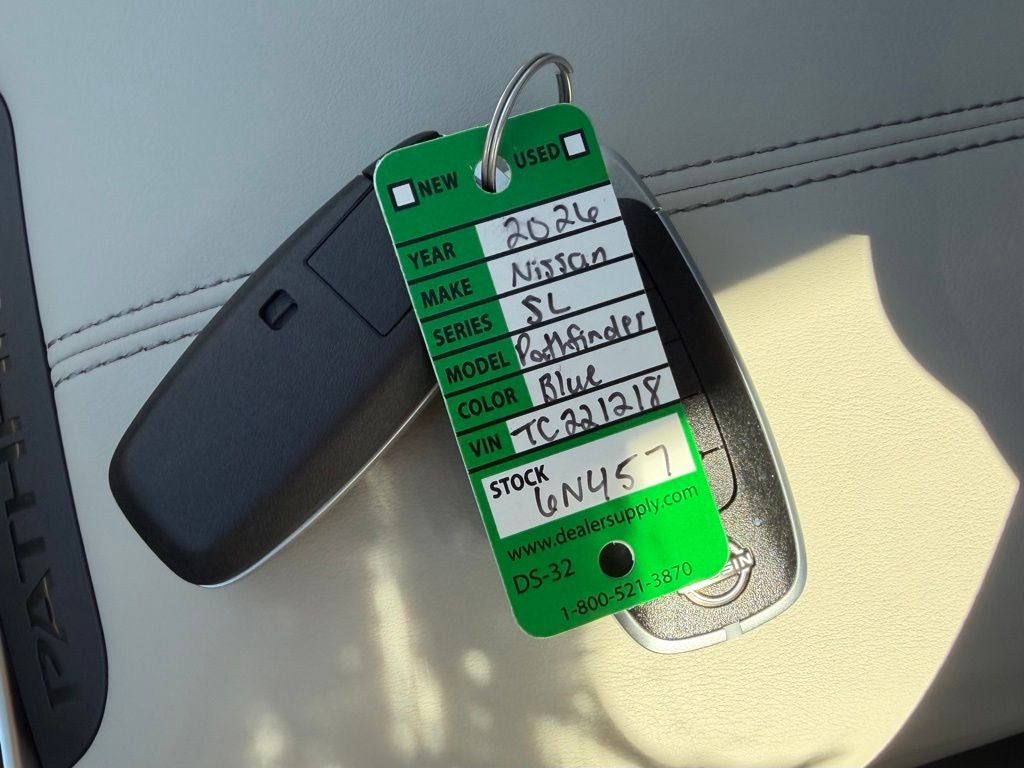 NEW USED
YEAR 2026
MAKE Nissan
SERIES SL
MODEL Pathfinder
COLOR Blue
VIN TC221218
STOCK 6N457
www.dealersupply.com
DS-32
1-800-521-3870